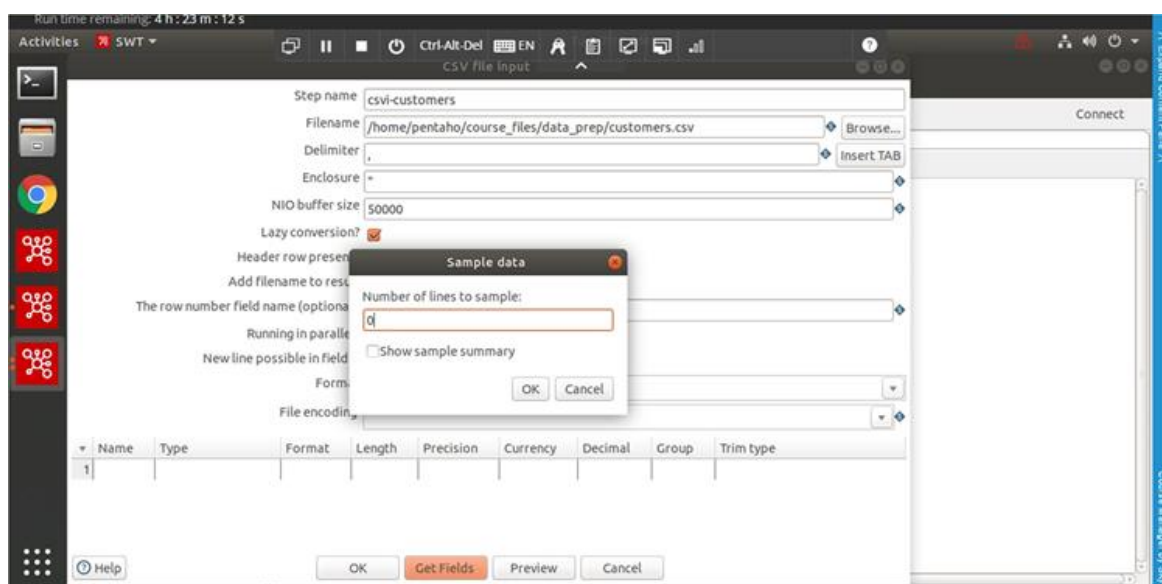 Run time remaining: 4 h : 23 m : 12 s
Activities SWT
Ctrl-Alt-Del EN
CSV file input
Step name csvi-customers
Filename /home/pentaho/course_files/data_prep/customers.csv Browse...
Delimiter , Insert TAB
Enclosure "
NIO buffer size 50000
Lazy conversion?
Header row presen
Add filename to resu
The row number field name (optiona
Running in paralle
New line possible in field
Form
File encoding
Sample data
Number of lines to sample:
0
Show sample summary
OK Cancel
Name Type Format Length Precision Currency Decimal Group Trim type
1
Help OK Get Fields Preview Cancel
Connect